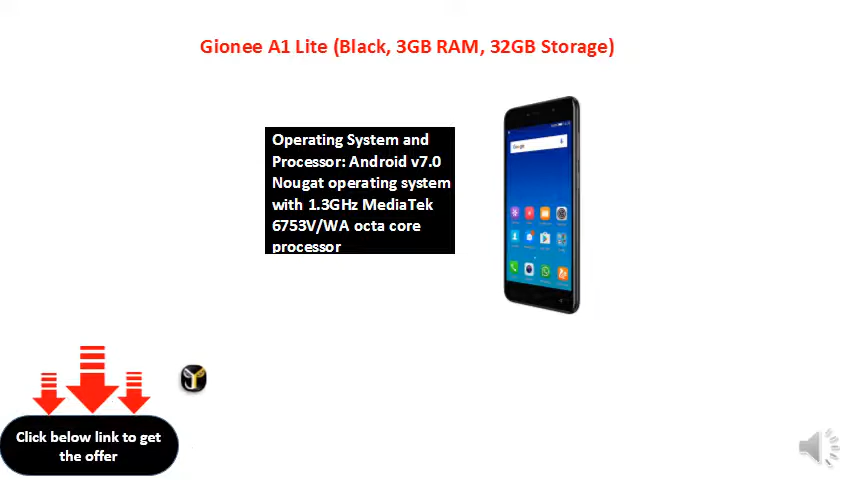 Gionee A1 Lite (Black, 3GB RAM, 32GB Storage)
Operating System and
Processor: Android v7.0
Nougat operating system
with 1.3GHz MediaTek
6753V/WA octa core
processor
Google
Click below link to get
the offer